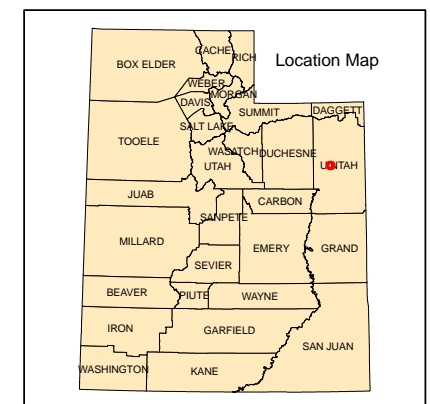 CACHE
RICH
BOX ELDER
Location Map
WEBER
MORGAN
DAVIS
SUMMIT
DAGGETT
SALT LAKE
TOOELE
WASATCH
DUCHESNE
UINTAH
UTAH
JUAB
CARBON
SANPETE
MILLARD
EMERY
GRAND
SEVIER
BEAVER
PIUTE
WAYNE
IRON
GARFIELD
SAN JUAN
WASHINGTON
KANE